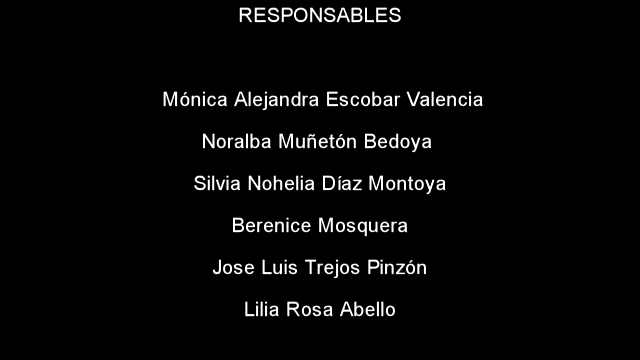 RESPONSABLES
Mónica Alejandra Escobar Valencia
Noralba Muñetón Bedoya
Silvia Nohelia Díaz Montoya
Berenice Mosquera
Jose Luis Trejos Pinzón
Lilia Rosa Abello